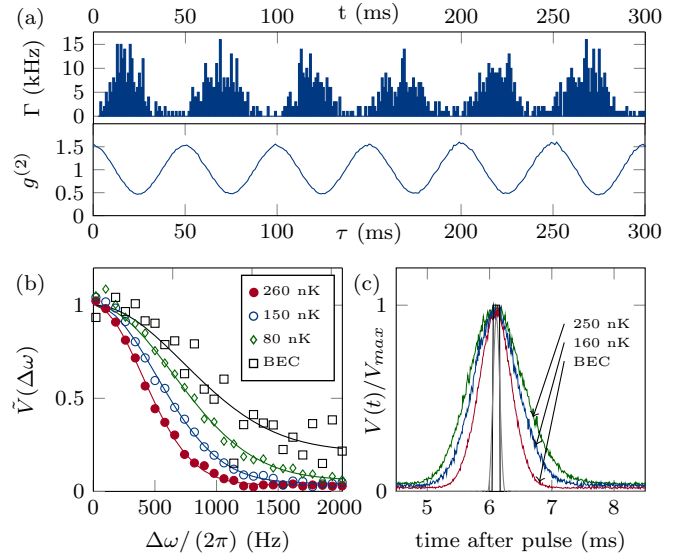 (a)
t (ms)
0 50 100 150 200 250 300
Γ (kHz)
15
10
5
0
g^(2)
1.5
1
0.5
0
0 50 100 150 200 250 300
τ (ms)
(b)
Ṽ(Δω)
1
0.5
0
260 nK
150 nK
80 nK
BEC
0 500 1000 1500 2000
Δω/(2π) (Hz)
(c)
V(t)/V_max
1
0
250 nK
160 nK
BEC
5 6 7 8
time after pulse (ms)